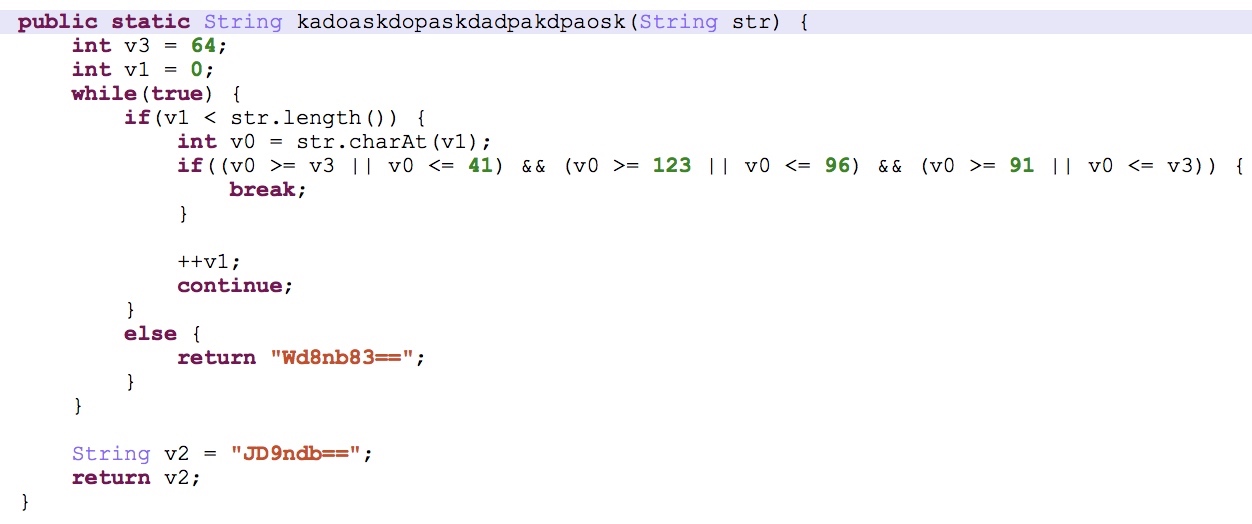 public static String kadoaskdopaskdadpakdpaosk(String str) {
    int v3 = 64;
    int v1 = 0;
    while(true) {
        if(v1 < str.length()) {
            int v0 = str.charAt(v1);
            if((v0 >= v3 || v0 <= 41) && (v0 >= 123 || v0 <= 96) && (v0 >= 91 || v0 <= v3)) {
                break;
            }

            ++v1;
            continue;
        }
        else {
            return "Wd8nb83==";
        }
    }

    String v2 = "JD9ndb==";
    return v2;
}